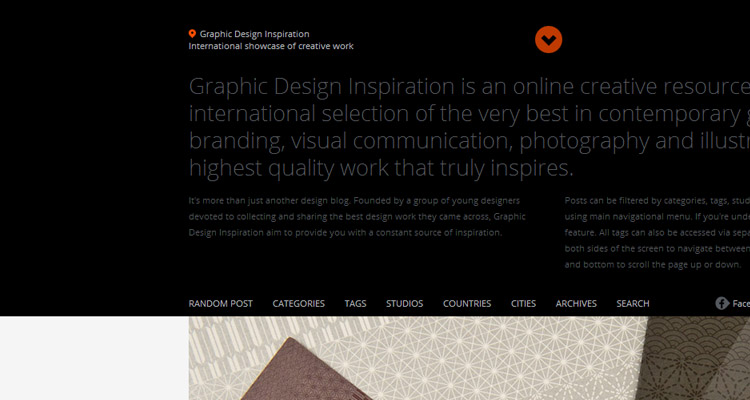 Graphic Design Inspiration
International showcase of creative work
Graphic Design Inspiration is an online creative resource
international selection of the very best in contemporary
branding, visual communication, photography and
highest quality work that truly inspires.
It's more than just another design blog. Founded by a group of young designers
devoted to collecting and sharing the best design work they came across, Graphic
Design Inspiration aim to provide you with a constant source of inspiration.
Posts can be filtered by categories, tags,
using main navigational menu. If you're
feature. All tags can also be accessed via
both sides of the screen to navigate between
and bottom to scroll the page up or down.
RANDOM POST CATEGORIES TAGS STUDIOS COUNTRIES CITIES ARCHIVES SEARCH